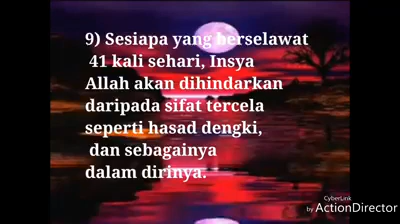 9) Sesiapa yang berselawat
41 kali sehari, Insya
Allah akan dihindarkan
daripada sifat tercela
seperti hasad dengki,
dan sebagainya
dalam dirinya.
CyberLink
by ActionDirector